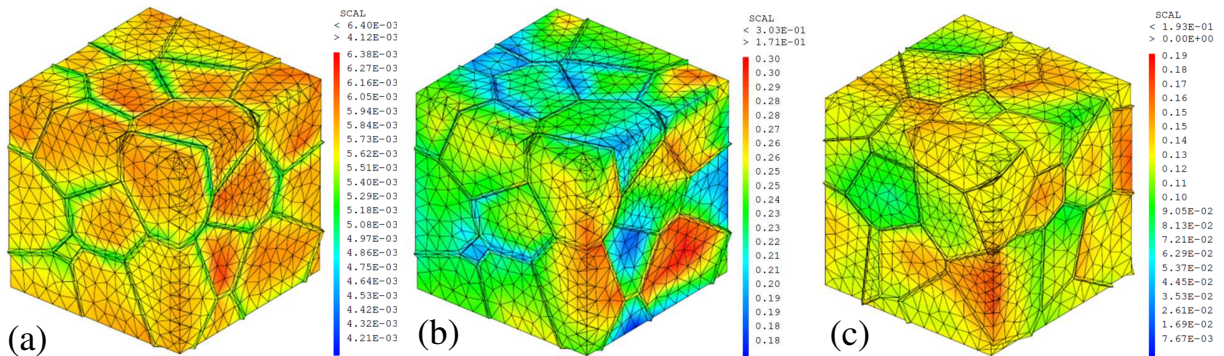 SCAL
< 6.40E-03
> 4.12E-03
6.38E-03
6.27E-03
6.16E-03
6.05E-03
5.94E-03
5.73E-03
5.62E-03
5.51E-03
5.40E-03
5.29E-03
5.08E-03
4.97E-03
4.86E-03
4.75E-03
4.64E-03
4.53E-03
4.42E-03
4.32E-03
4.21E-03
(a)
SCAL
< 3.03E-01
> 1.71E-01
0.30
0.30
0.29
0.28
0.28
0.27
0.26
0.26
0.25
0.24
0.23
0.23
0.22
0.21
0.21
0.20
0.19
0.19
0.18
0.18
(b)
SCAL
< 1.93E-01
> 0.00E+00
0.19
0.18
0.17
0.16
0.15
0.14
0.13
0.12
0.11
0.10
9.05E-02
8.13E-02
7.21E-02
6.29E-02
5.37E-02
4.45E-02
3.53E-02
2.61E-02
1.69E-02
7.67E-03
(c)